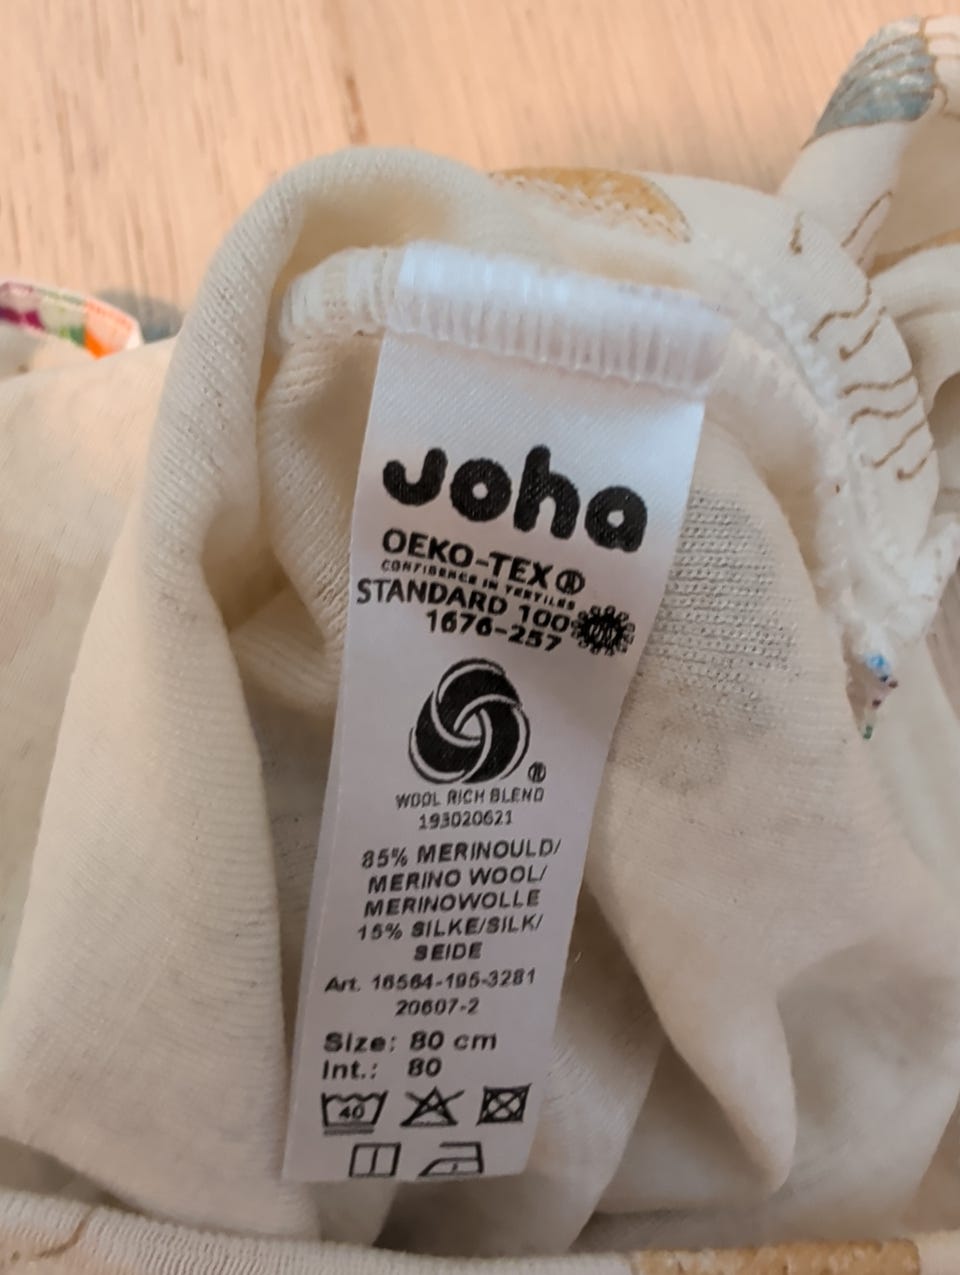 Joha
OEKO-TEX®
CONFIDENCE IN TEXTILES
STANDARD 100
1676-257
®
WOOL RICH BLEND
193020621
85% MERINOULD/
MERINO WOOL/
MERINOWOLLE
15% SILKE/SILK/
SEIDE
Art. 16564-195-3281
20607-2
Size: 80 cm
Int.: 80
40